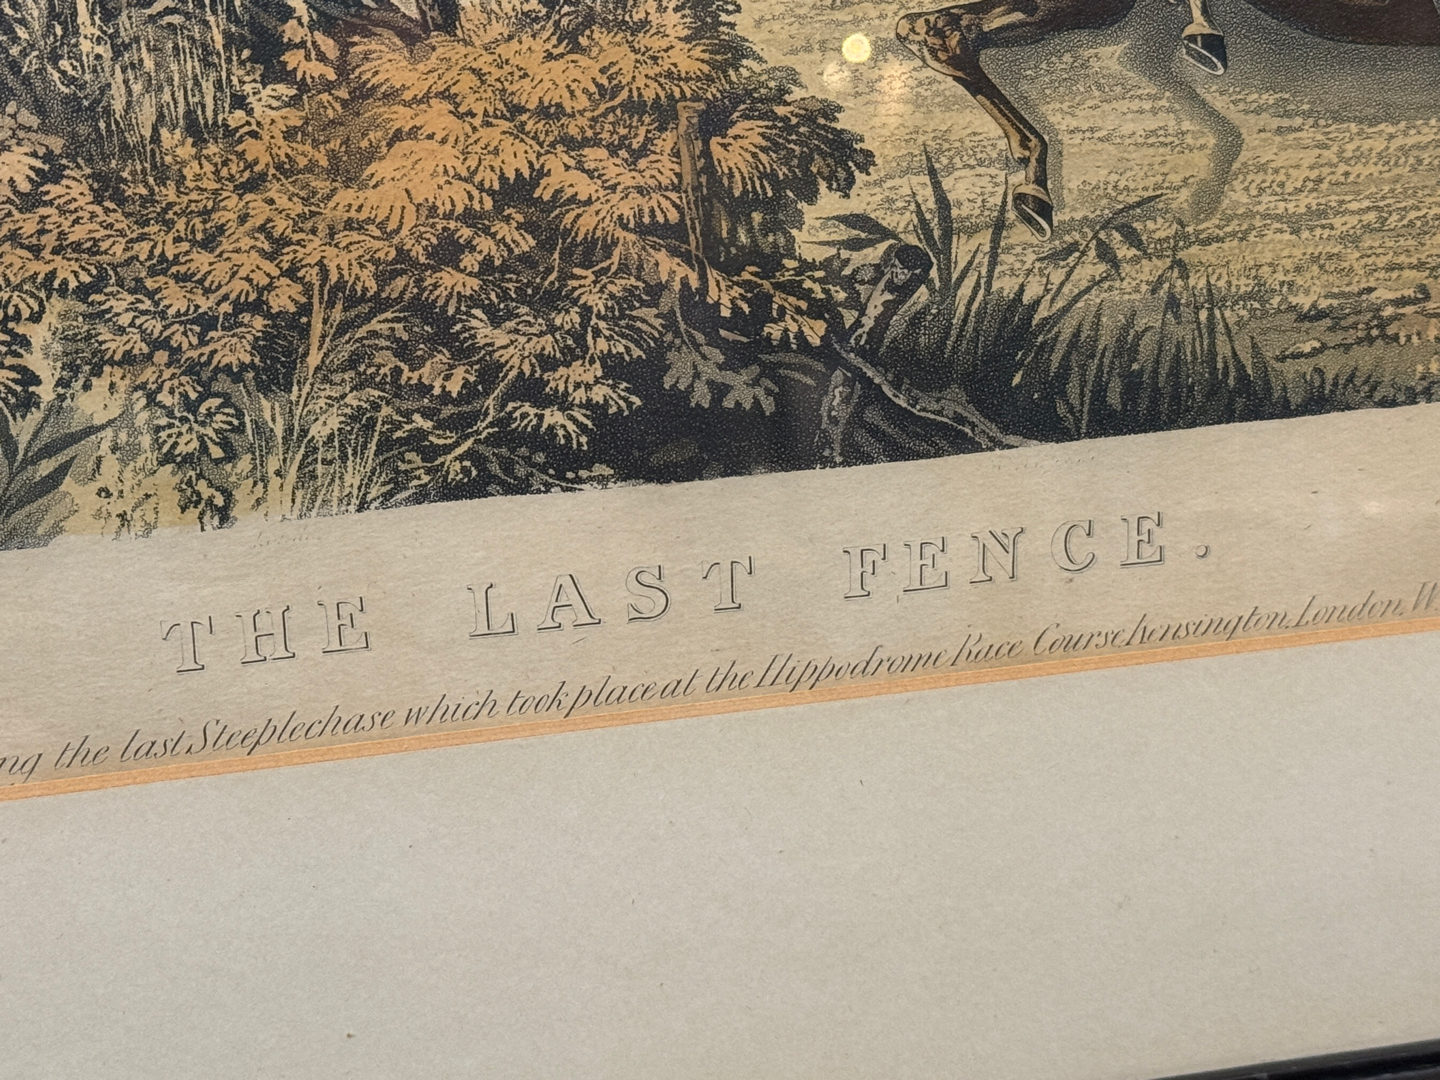 THE LAST FENCE.
ng the last Steeplechase which took place at the Hippodrome Race Course, Kensington, London, W